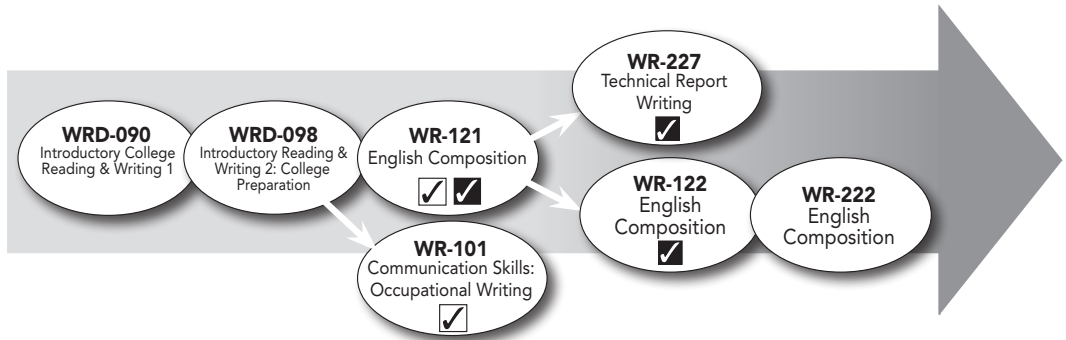 WRD-090
Introductory College
Reading & Writing 1
WRD-098
Introductory Reading &
Writing 2: College
Preparation
WR-121
English Composition
WR-101
Communication Skills:
Occupational Writing
WR-227
Technical Report
Writing
WR-122
English
Composition
WR-222
English
Composition